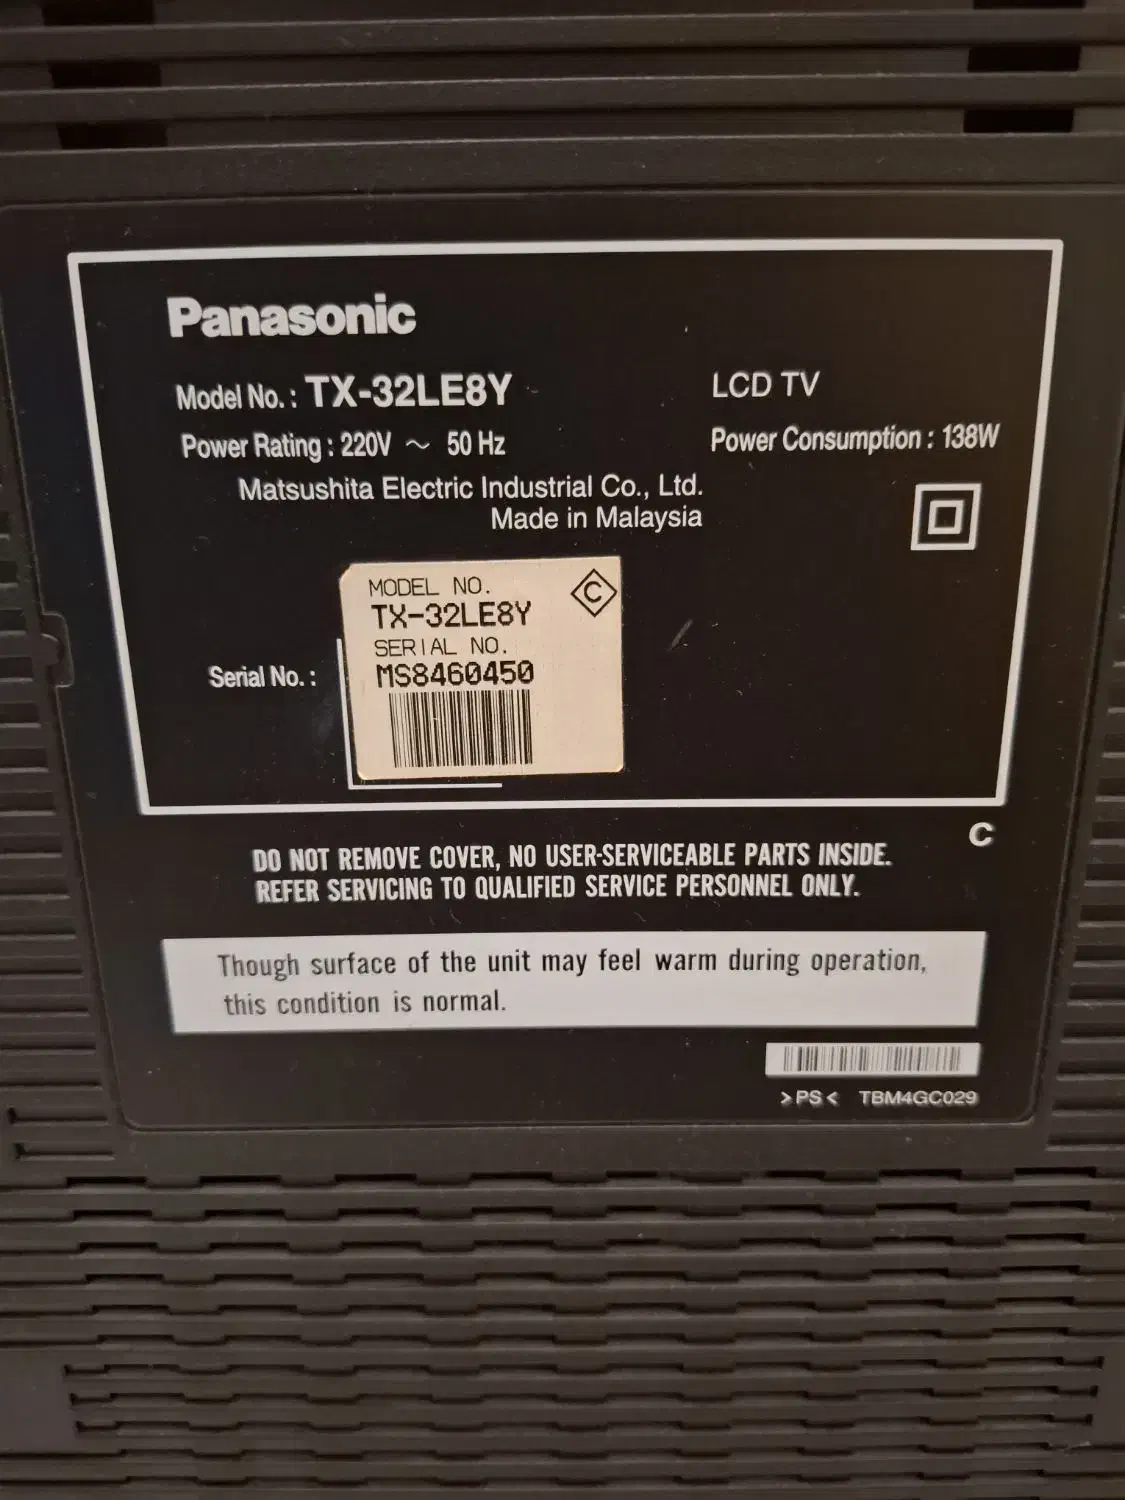 Panasonic
Model No. : TX-32LE8Y
LCD TV
Power Rating : 220V ～ 50 Hz
Power Consumption : 138W
Matsushita Electric Industrial Co., Ltd.
Made in Malaysia
MODEL NO.
C
TX-32LE8Y
SERIAL NO.
Serial No. :
MS8460450
C
DO NOT REMOVE COVER, NO USER-SERVICEABLE PARTS INSIDE.
REFER SERVICING TO QUALIFIED SERVICE PERSONNEL ONLY.
Though surface of the unit may feel warm during operation,
this condition is normal.
>PS< TBM4GC029